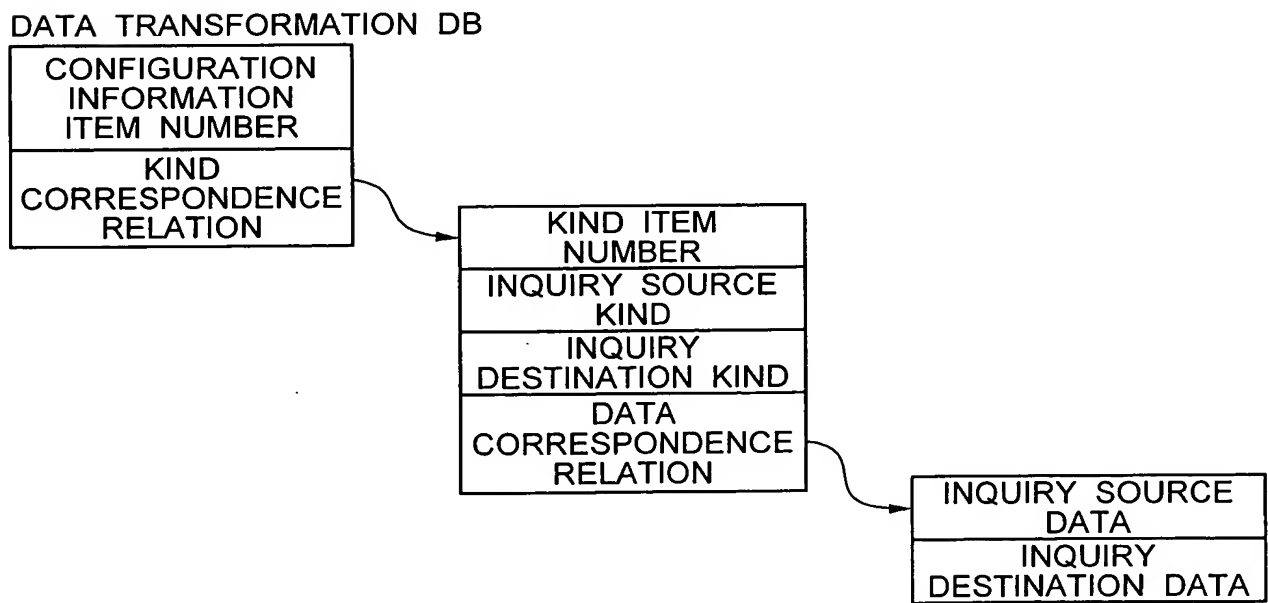 DATA TRANSFORMATION DB
CONFIGURATION
INFORMATION
ITEM NUMBER
KIND
CORRESPONDENCE
RELATION
KIND ITEM
NUMBER
INQUIRY SOURCE
KIND
INQUIRY
DESTINATION KIND
DATA
CORRESPONDENCE
RELATION
INQUIRY SOURCE
DATA
INQUIRY
DESTINATION DATA